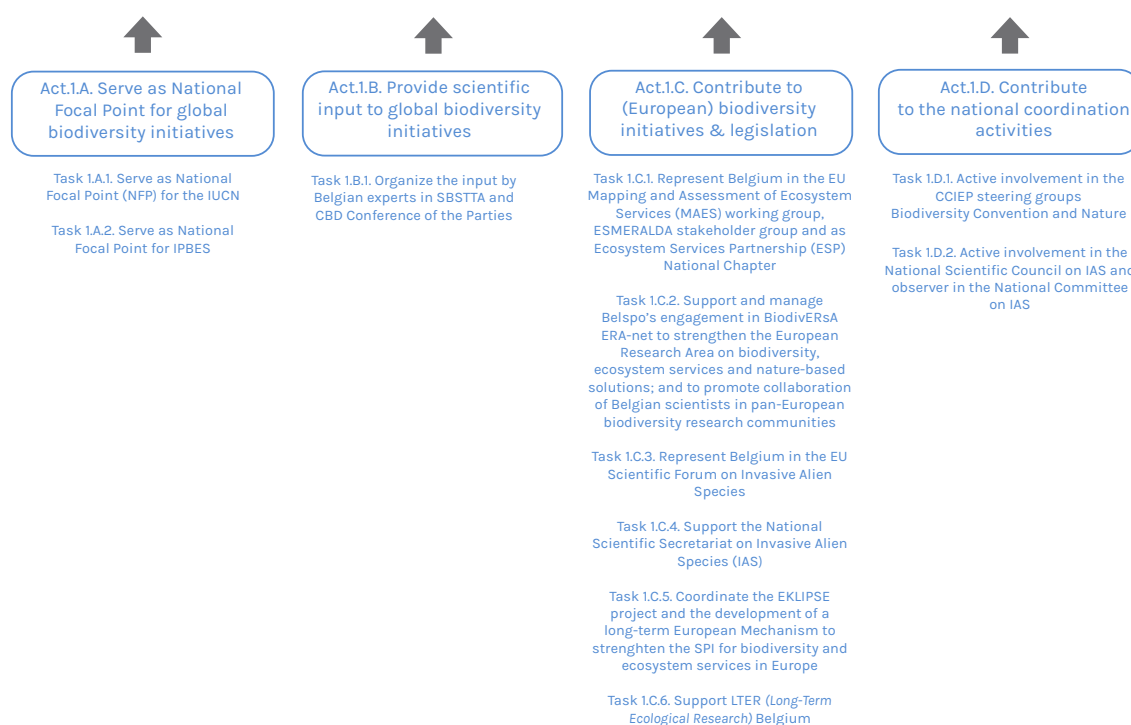 Act.1.A. Serve as National
Focal Point for global
biodiversity initiatives
Task 1.A.1. Serve as National
Focal Point (NFP) for the IUCN
Task 1.A.2. Serve as National
Focal Point for IPBES
Act.1.B. Provide scientific
input to global biodiversity
initiatives
Task 1.B.1. Organize the input by
Belgian experts in SBSTTA and
CBD Conference of the Parties
Act.1.C. Contribute to
(European) biodiversity
initiatives & legislation
Task 1.C.1. Represent Belgium in the EU
Mapping and Assessment of Ecosystem
Services (MAES) working group,
ESMERALDA stakeholder group and as
Ecosystem Services Partnership (ESP)
National Chapter
Task 1.C.2. Support and manage
Belspo's engagement in BiodivERsA
ERA-net to strengthen the European
Research Area on biodiversity,
ecosystem services and nature-based
solutions; and to promote collaboration
of Belgian scientists in pan-European
biodiversity research communities
Task 1.C.3. Represent Belgium in the EU
Scientific Forum on Invasive Alien
Species
Task 1.C.4. Support the National
Scientific Secretariat on Invasive Alien
Species (IAS)
Task 1.C.5. Coordinate the EKLIPSE
project and the development of a
long-term European Mechanism to
strenghten the SPI for biodiversity and
ecosystem services in Europe
Task 1.C.6. Support LTER (Long-Term
Ecological Research) Belgium
Act.1.D. Contribute
to the national coordination
activities
Task 1.D.1. Active involvement in the
CCIEP steering groups
Biodiversity Convention and Nature
Task 1.D.2. Active involvement in the
National Scientific Council on IAS and
observer in the National Committee
on IAS